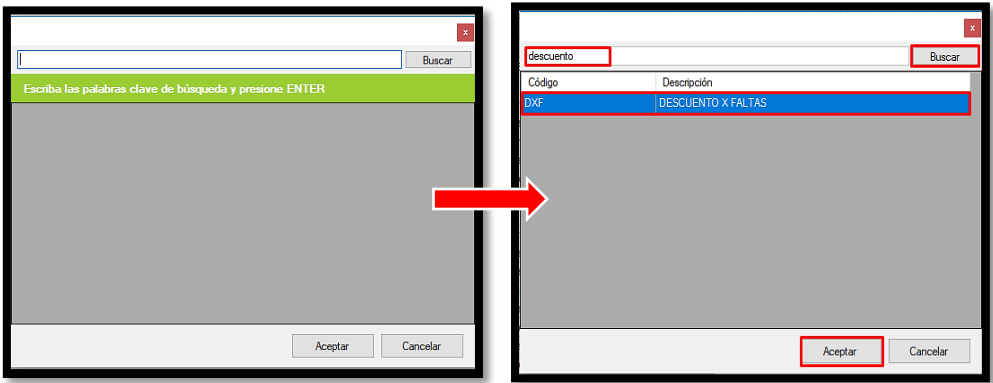 x
Buscar
Escriba las palabras clave de búsqueda y presione ENTER
Aceptar Cancelar
x
descuento Buscar
Código Descripción
DXF DESCUENTO X FALTAS
Aceptar Cancelar